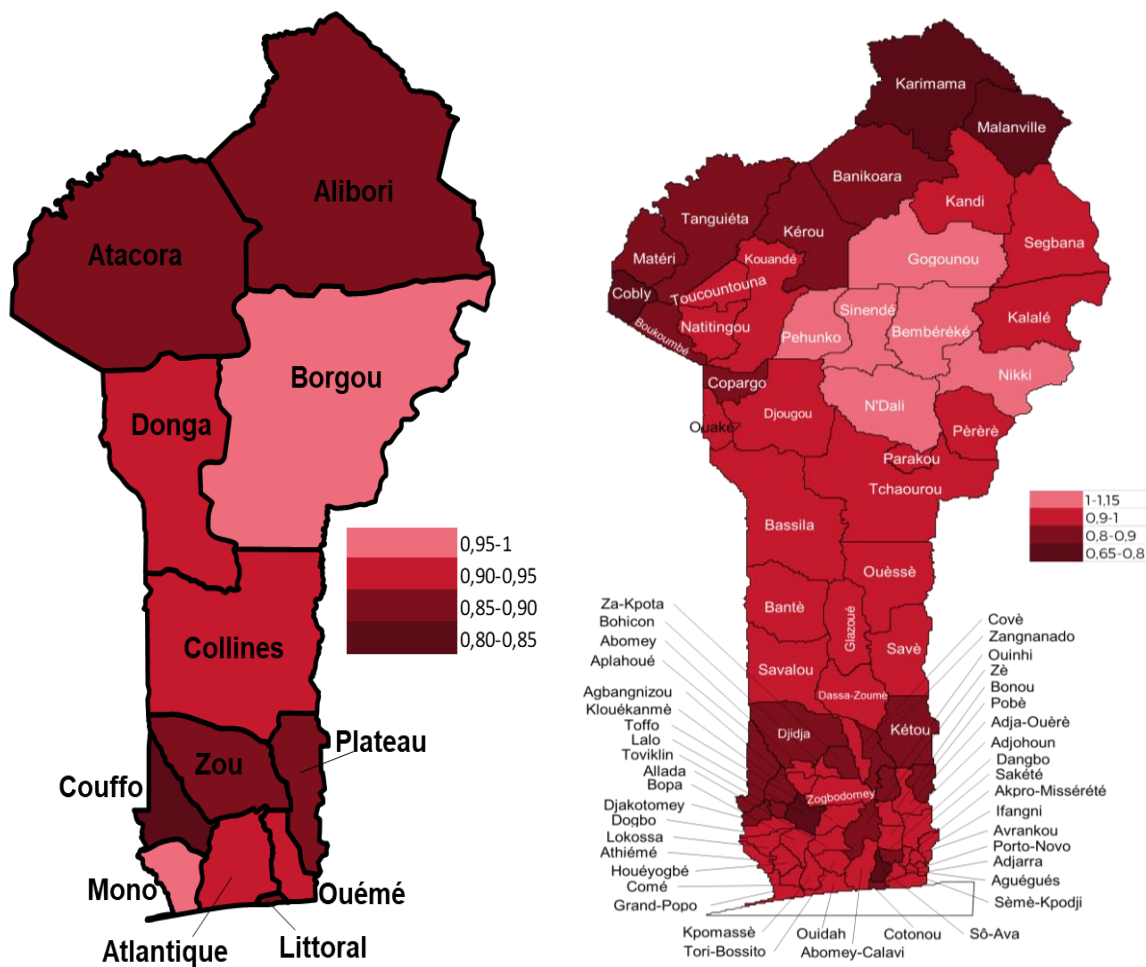 Alibori
Atacora
Borgou
Donga
Collines
Zou
Plateau
Couffo
Mono
Ouémé
Atlantique
Littoral
0,95-1
0,90-0,95
0,85-0,90
0,80-0,85
Karimama
Malanville
Banikoara
Kandi
Tanguiéta
Kérou
Segbana
Matéri
Kouandé
Gogounou
Cobly
Toucountouna
Sinendé
Kalalé
Boukoumbé
Natitingou
Pehunko
Bembéréké
Nikki
Copargo
N'Dali
Djougou
Ouaké
Pèrèrè
Parakou
Tchaourou
1-1,15
0,9-1
0,8-0,9
0,65-0,8
Bassila
Ouèssè
Bantè
Glazoué
Savè
Savalou
Dassa-Zoumè
Djidja
Kétou
Zogbodomey
Za-Kpota
Bohicon
Abomey
Aplahoué
Agbangnizou
Klouékanmè
Toffo
Lalo
Toviklin
Allada
Bopa
Djakotomey
Dogbo
Lokossa
Athiémé
Houéyogbé
Comé
Grand-Popo
Covè
Zangnanado
Ouinhi
Zè
Bonou
Pobè
Adja-Ouèrè
Adjohoun
Dangbo
Sakété
Akpro-Missérété
Ifangni
Avrankou
Porto-Novo
Adjarra
Aguégués
Sèmè-Kpodji
Kpomassè
Tori-Bossito
Ouidah
Abomey-Calavi
Cotonou
Sô-Ava